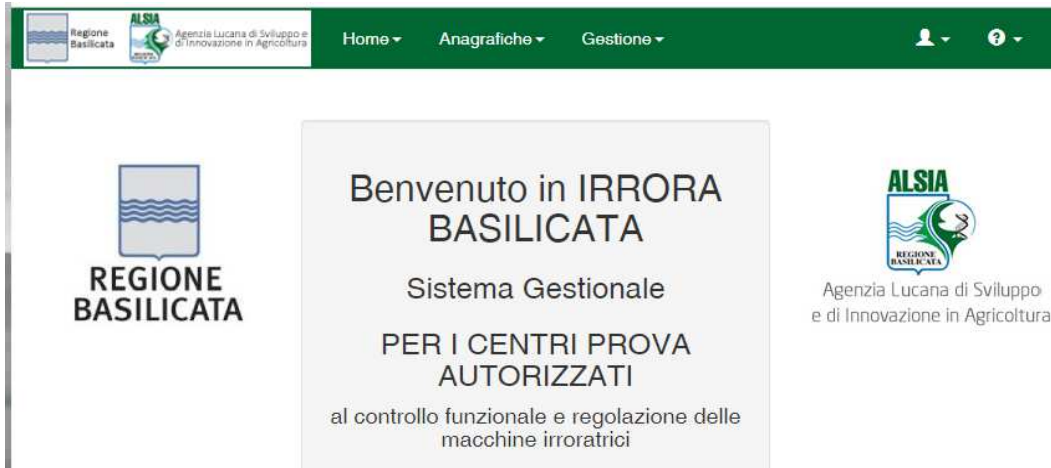 Regione
Basilicata
ALSIA
Agenzia Lucana di Sviluppo e
di Innovazione in Agricoltura
Home
Anagrafiche
Gestione
REGIONE
BASILICATA
Benvenuto in IRRORA
BASILICATA
Sistema Gestionale
PER I CENTRI PROVA
AUTORIZZATI
al controllo funzionale e regolazione delle
macchine irroratrici
ALSIA
REGIONE
BASILICATA
Agenzia Lucana di Sviluppo
e di Innovazione in Agricoltura